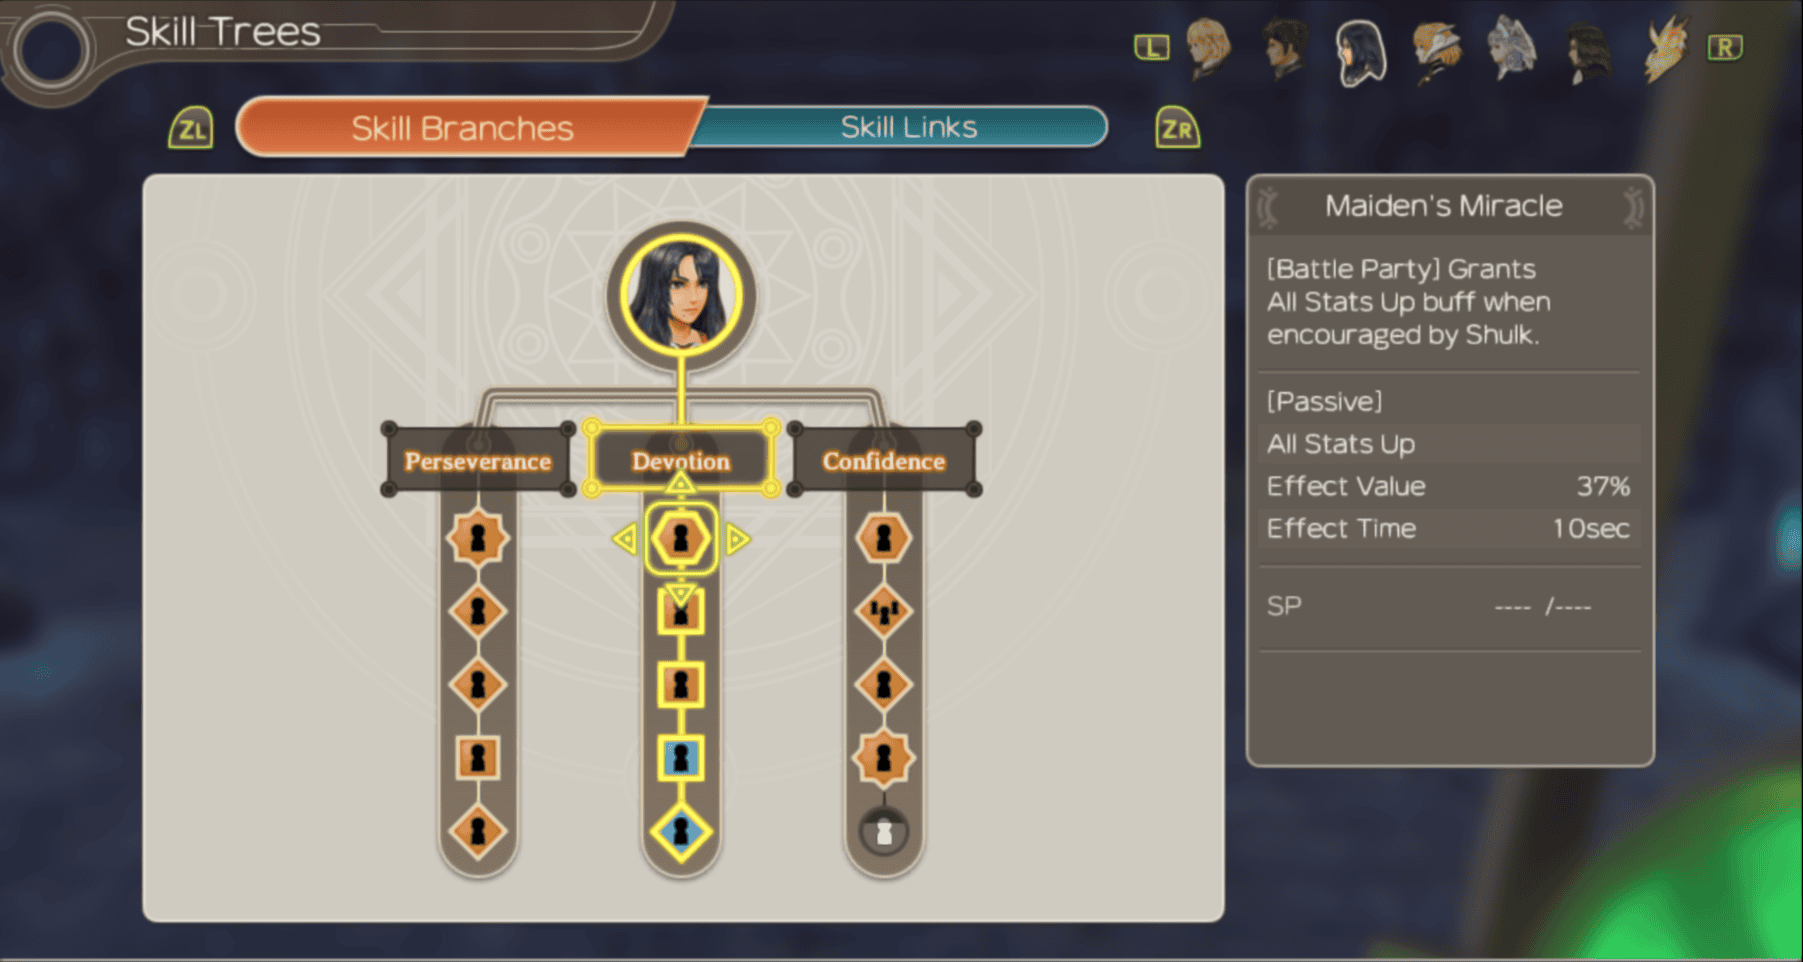 Skill Trees
L
R
ZL
Skill Branches
Skill Links
ZR
Maiden's Miracle
[Battle Party] Grants
All Stats Up buff when
encouraged by Shulk.
[Passive]
All Stats Up
Effect Value 37%
Effect Time 10sec
SP ---- /----
Perseverance
Devotion
Confidence